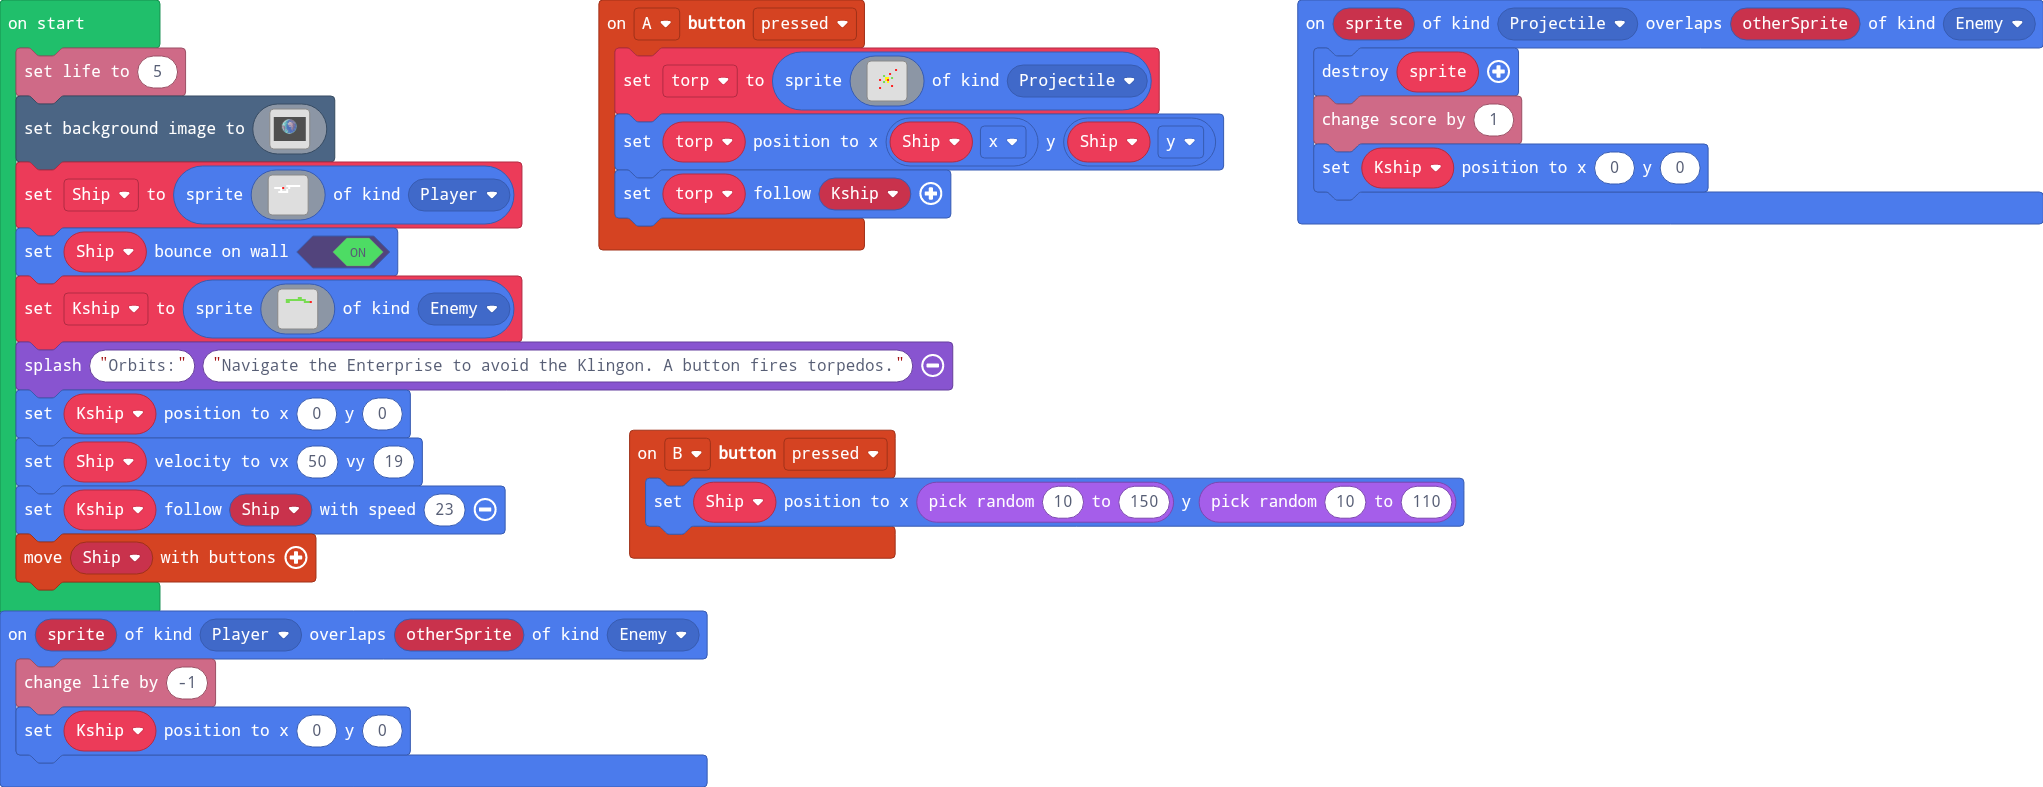 on start
set life to 5
set background image to
set Ship to sprite of kind Player
set Ship bounce on wall ON
set Kship to sprite of kind Enemy
splash "Orbits:" "Navigate the Enterprise to avoid the Klingon. A button fires torpedos."
set Kship position to x 0 y 0
set Ship velocity to vx 50 vy 19
set Kship follow Ship with speed 23
move Ship with buttons
on sprite of kind Player overlaps otherSprite of kind Enemy
change life by -1
set Kship position to x 0 y 0
on A button pressed
set torp to sprite of kind Projectile
set torp position to x Ship x y Ship y
set torp follow Kship
on B button pressed
set Ship position to x pick random 10 to 150 y pick random 10 to 110
on sprite of kind Projectile overlaps otherSprite of kind Enemy
destroy sprite
change score by 1
set Kship position to x 0 y 0